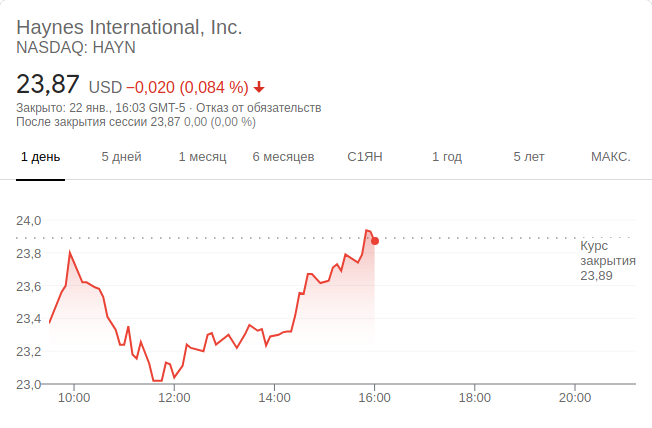 Haynes International, Inc.
NASDAQ: HAYN
23,87 USD −0,020 (0,084 %)
Закрыто: 22 янв., 16:03 GMT-5 · Отказ от обязательств
После закрытия сессии 23,87 0,00 (0,00 %)
1 день 5 дней 1 месяц 6 месяцев С1ЯН 1 год 5 лет МАКС.
24,0
23,8
23,6
23,4
23,2
23,0
Курс
закрытия
23,89
10:00 12:00 14:00 16:00 18:00 20:00